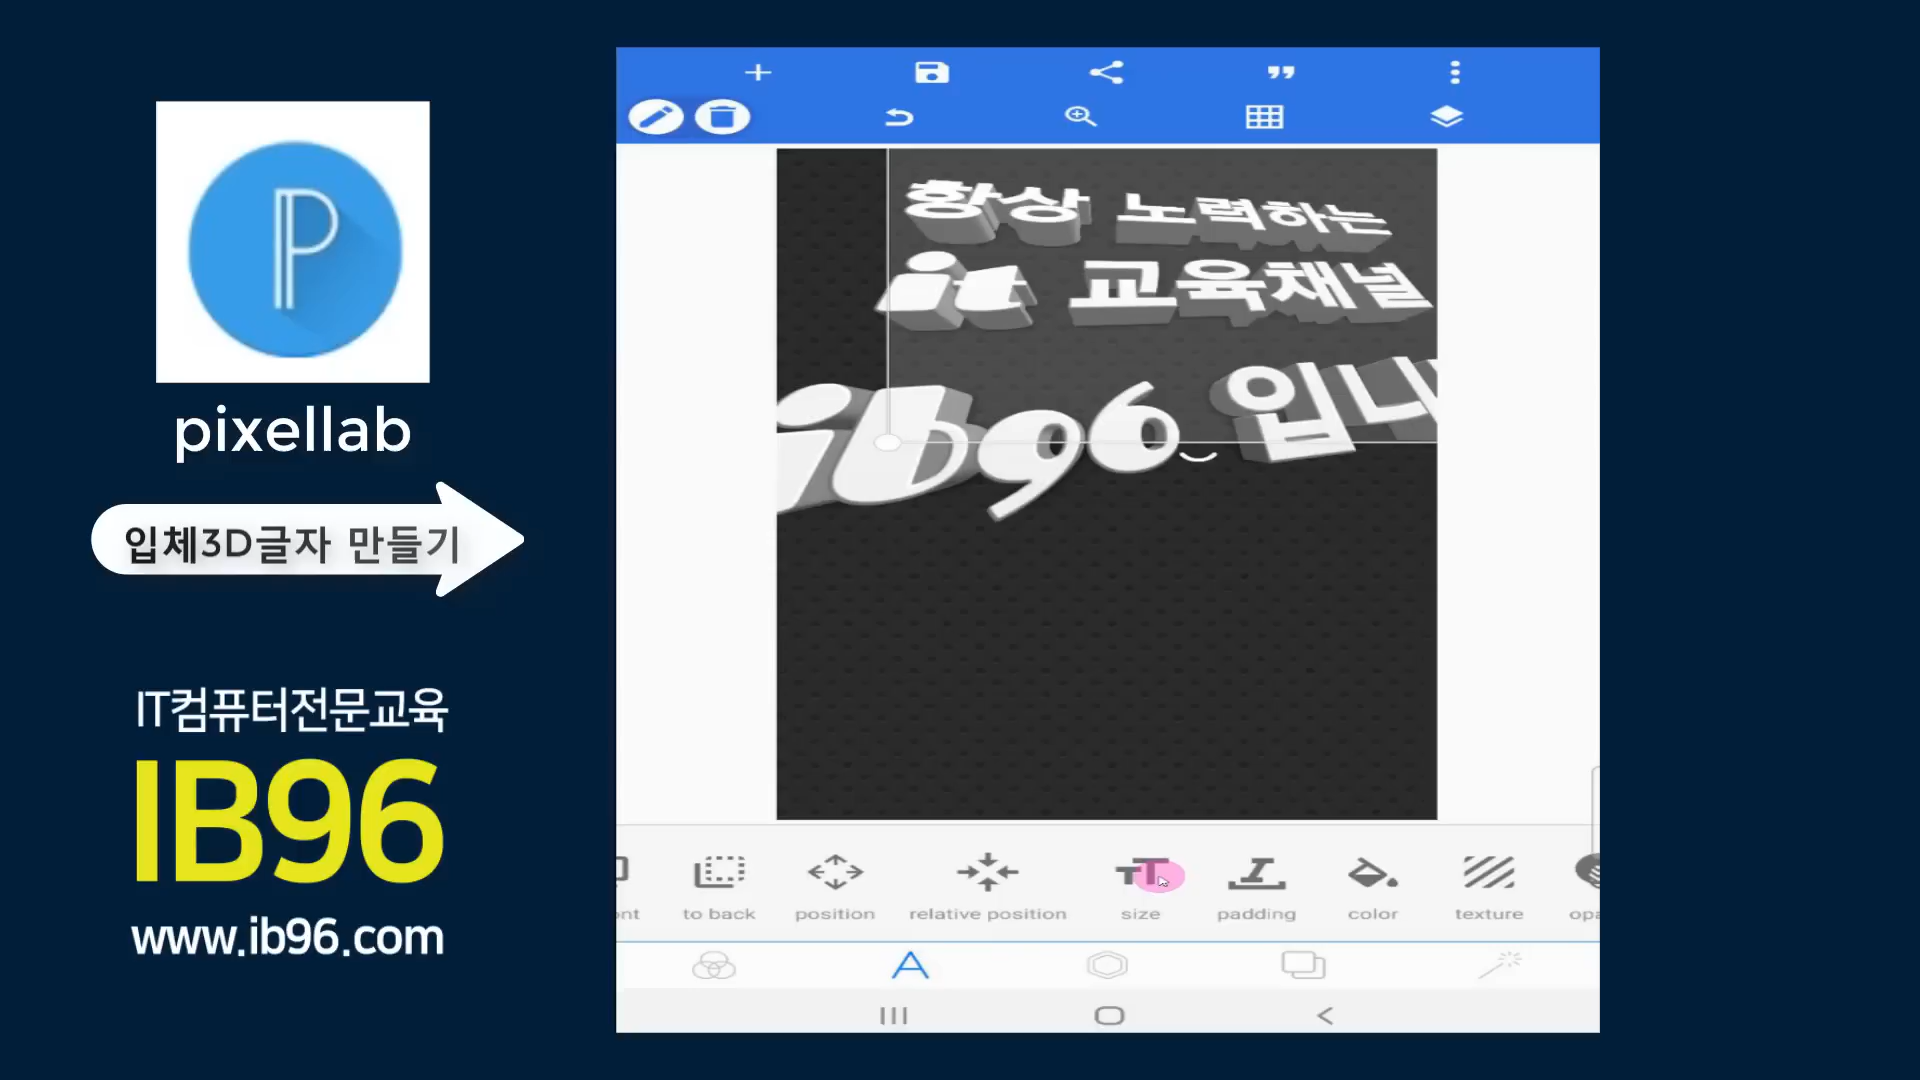 pixellab
입체3D글자 만들기
IT컴퓨터전문교육
IB96
www.ib96.com
항상 노력하는
it 교육채널
ib96 입니
to back
position
relative position
size
padding
color
texture